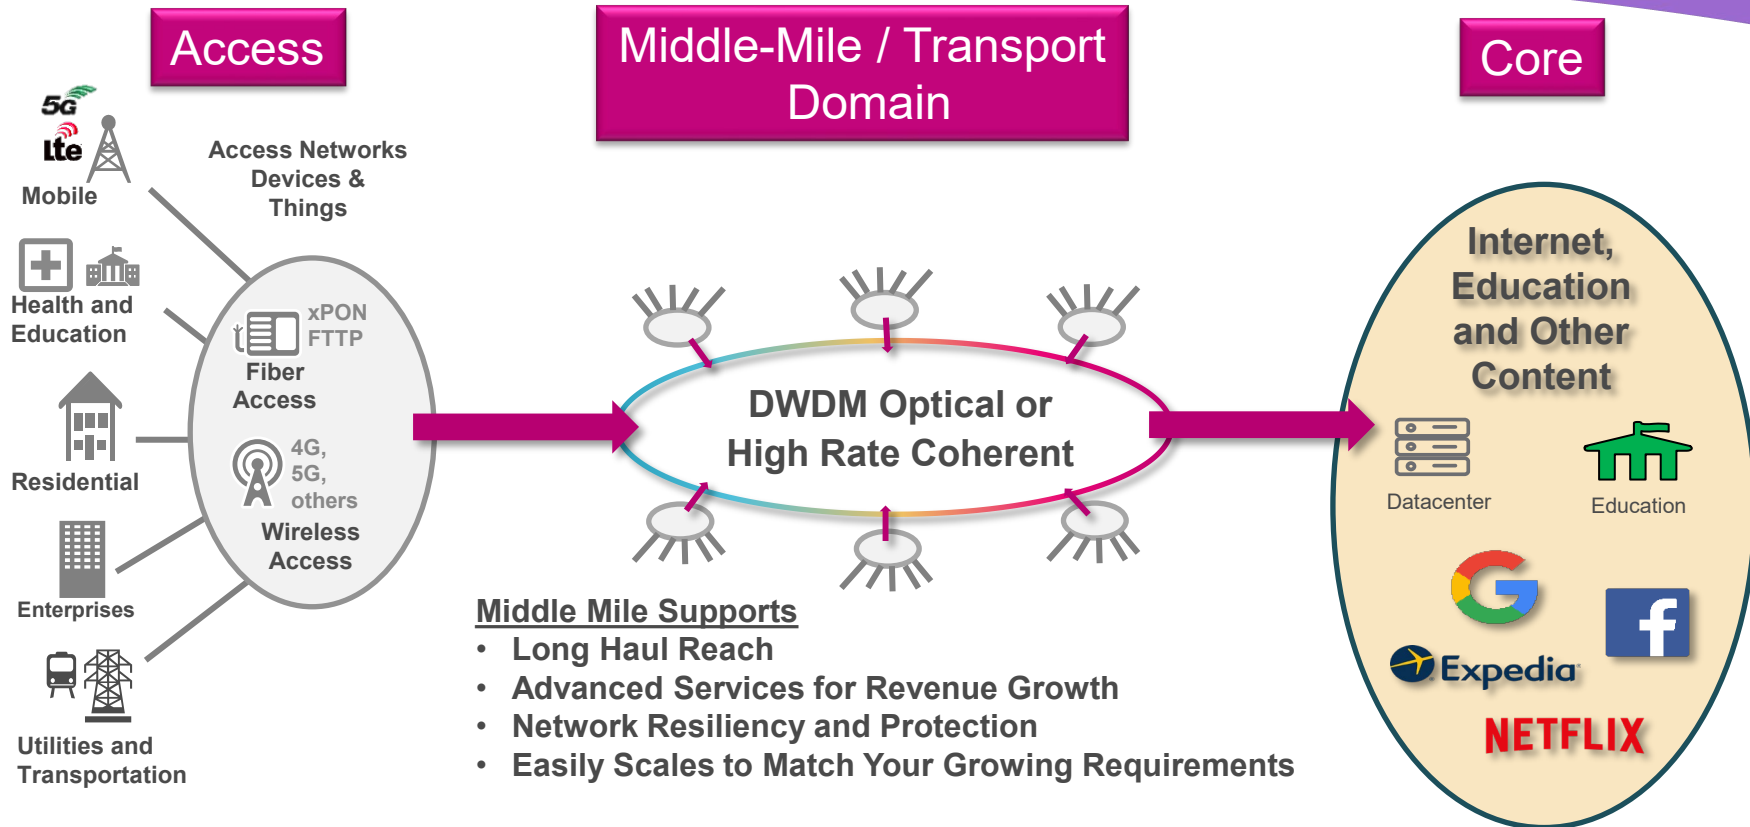 Access
Middle-Mile / Transport
Domain
Core
5G
lte
Mobile
Access Networks
Devices &
Things
Health and
Education
Residential
Enterprises
Utilities and
Transportation
xPON
FTTP
Fiber
Access
4G,
5G,
others
Wireless
Access
DWDM Optical or
High Rate Coherent
Middle Mile Supports
• Long Haul Reach
• Advanced Services for Revenue Growth
• Network Resiliency and Protection
• Easily Scales to Match Your Growing Requirements
Internet,
Education
and Other
Content
Datacenter
Education
G
f
Expedia
NETFLIX